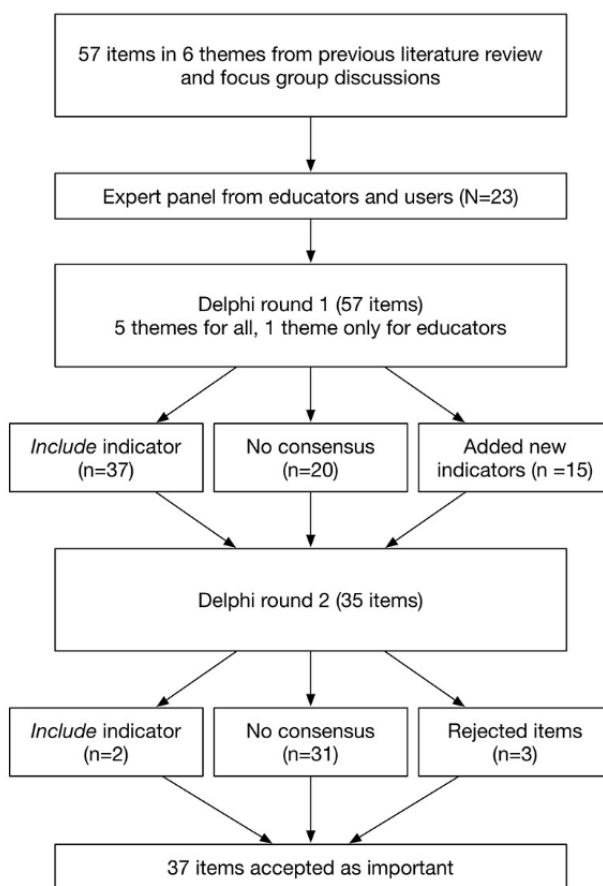 57 items in 6 themes from previous literature review
and focus group discussions
Expert panel from educators and users (N=23)
Delphi round 1 (57 items)
5 themes for all, 1 theme only for educators
Include indicator
(n=37)
No consensus
(n=20)
Added new
indicators (n =15)
Delphi round 2 (35 items)
Include indicator
(n=2)
No consensus
(n=31)
Rejected items
(n=3)
37 items accepted as important